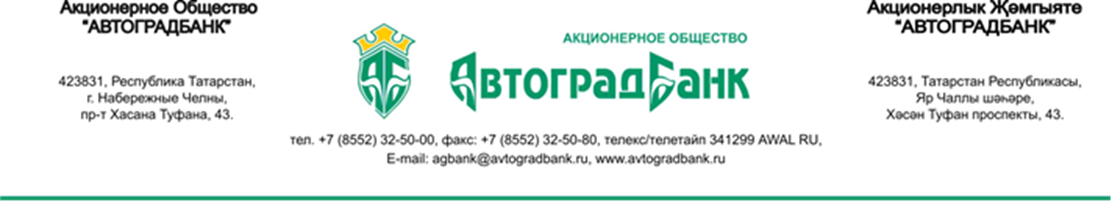 Акционерное Общество
“АВТОГРАДБАНК”
423831, Республика Татарстан,
г. Набережные Челны,
пр-т Хасана Туфана, 43.
АБ
АКЦИОНЕРНОЕ ОБЩЕСТВО
АвтоградБанк
Акционерлык Җәмгыяте
“АВТОГРАДБАНК”
423831, Татарстан Республикасы,
Яр Чаллы шәһәре,
Хәсән Туфан проспекты, 43.
тел. +7 (8552) 32-50-00, факс: +7 (8552) 32-50-80, телекс/телетайп 341299 AWAL RU,
E-mail: agbank@avtogradbank.ru, www.avtogradbank.ru